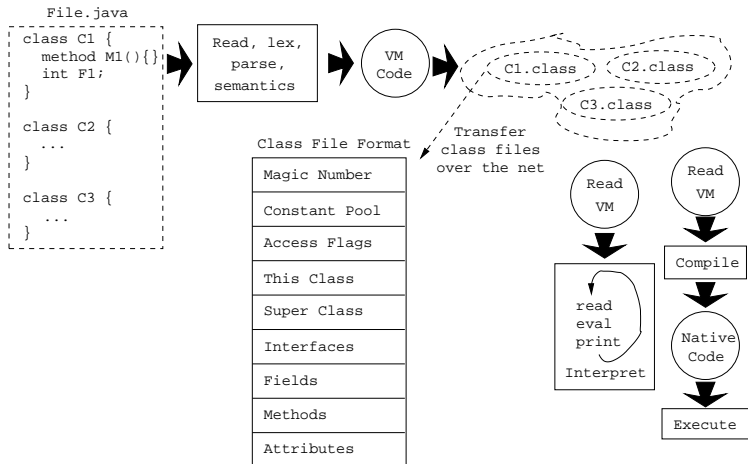 File.java
class C1 {
method M1(){}
int F1;
}
class C2 {
...
}
class C3 {
...
}
Read, lex,
parse,
semantics
VM
Code
C1.class
C2.class
C3.class
Transfer
class files
over the net
Class File Format
Magic Number
Constant Pool
Access Flags
This Class
Super Class
Interfaces
Fields
Methods
Attributes
Read
VM
read
eval
print
Interpret
Read
VM
Compile
Native
Code
Execute